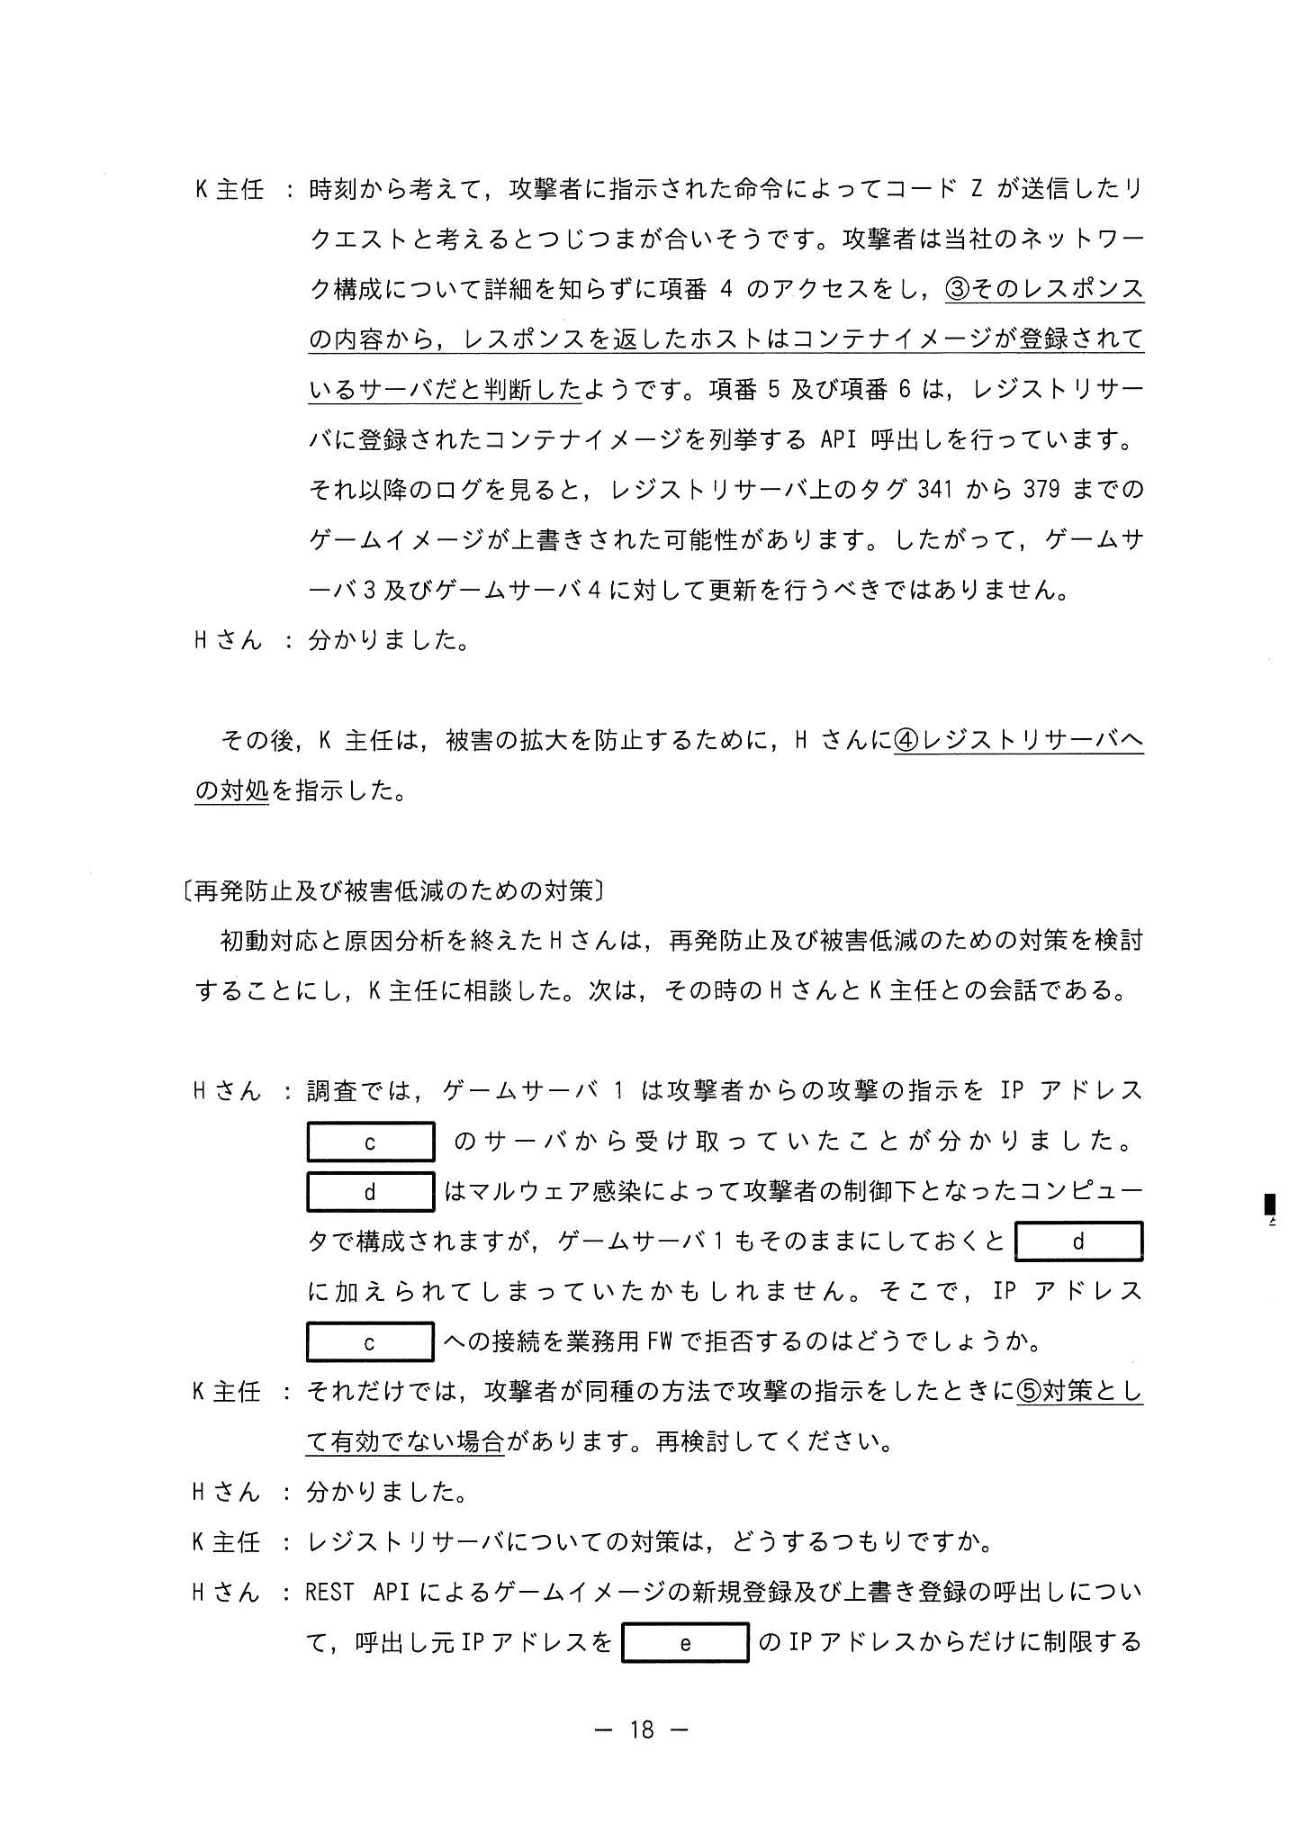 K 主任 ： 時刻から考えて，攻撃者に指示された命令によってコード Z が送信したリ
クエストと考えるとつじつまが合いそうです。攻撃者は当社のネットワー
ク構成について詳細を知らずに項番 4 のアクセスをし，③そのレスポンス
の内容から，レスポンスを返したホストはコンテナイメージが登録されて
いるサーバだと判断したようです。項番 5 及び項番 6 は，レジストリサー
バに登録されたコンテナイメージを列挙する API 呼出しを行っています。
それ以降のログを見ると，レジストリサーバ上のタグ 341 から 379 までの
ゲームイメージが上書きされた可能性があります。したがって，ゲームサ
ーバ 3 及びゲームサーバ 4 に対して更新を行うべきではありません。
H さん ： 分かりました。
その後，K 主任は，被害の拡大を防止するために，H さんに④レジストリサーバへ
の対処を指示した。
〔再発防止及び被害低減のための対策〕
初動対応と原因分析を終えた H さんは，再発防止及び被害低減のための対策を検討
することにし，K 主任に相談した。次は，その時の H さんと K 主任との会話である。
H さん ： 調査では，ゲームサーバ 1 は攻撃者からの攻撃の指示を IP アドレス
c のサーバから受け取っていたことが分かりました。
d はマルウェア感染によって攻撃者の制御下となったコンピュー
タで構成されますが，ゲームサーバ 1 もそのままにしておくと d
に加えられてしまっていたかもしれません。そこで，IP アドレス
c への接続を業務用 FW で拒否するのはどうでしょうか。
K 主任 ： それだけでは，攻撃者が同種の方法で攻撃の指示をしたときに⑤対策とし
て有効でない場合があります。再検討してください。
H さん ： 分かりました。
K 主任 ： レジストリサーバについての対策は，どうするつもりですか。
H さん ： REST API によるゲームイメージの新規登録及び上書き登録の呼出しについ
て，呼出し元 IP アドレスを e の IP アドレスからだけに制限する
－ 18 －